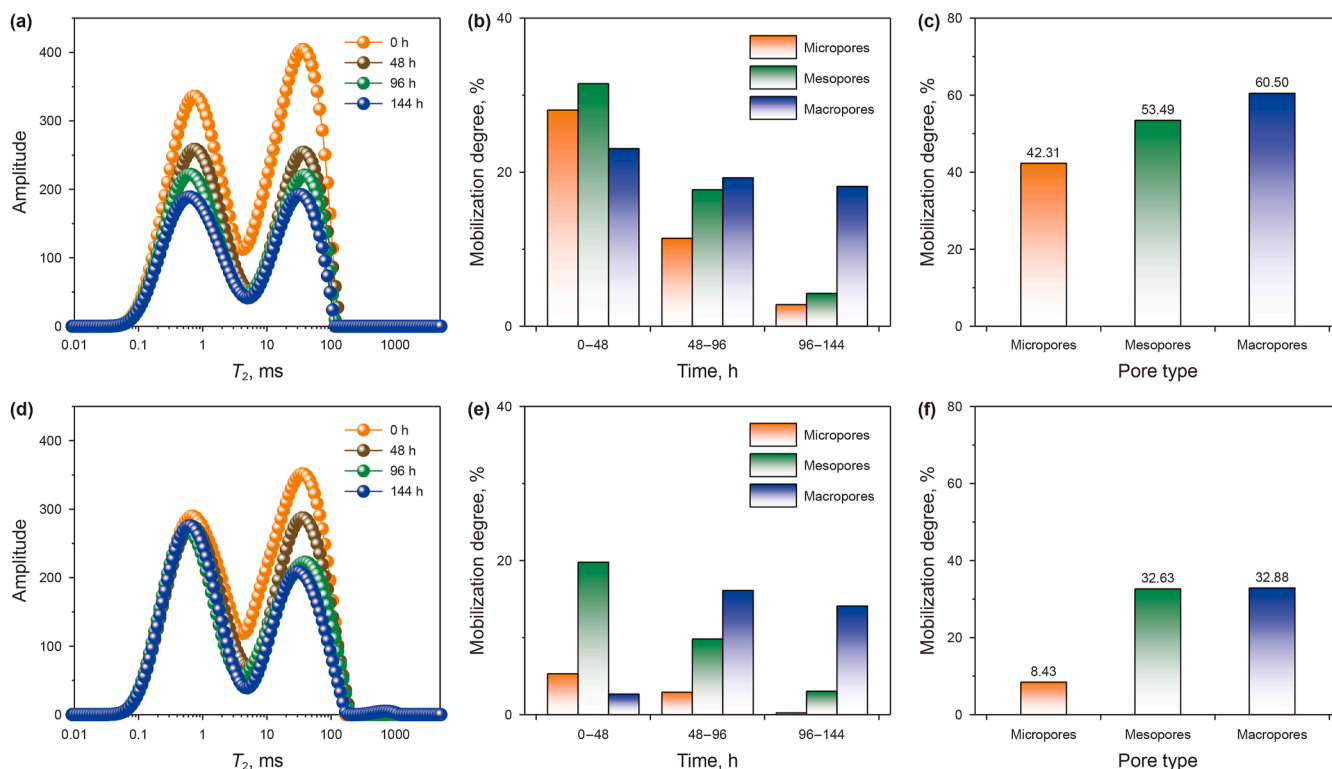 (a)
400
300
200
100
0
0.01
0.1
1
10
100
1000
Amplitude
T2, ms
0 h
48 h
96 h
144 h
(b)
40
20
0
Mobilization degree, %
Micropores
Mesopores
Macropores
0–48
48–96
96–144
Time, h
(c)
80
60
40
20
0
Mobilization degree, %
42.31
53.49
60.50
Micropores
Mesopores
Macropores
Pore type
(d)
400
300
200
100
0
0.01
0.1
1
10
100
1000
Amplitude
T2, ms
0 h
48 h
96 h
144 h
(e)
40
20
0
Mobilization degree, %
Micropores
Mesopores
Macropores
0–48
48–96
96–144
Time, h
(f)
80
60
40
20
0
Mobilization degree, %
8.43
32.63
32.88
Micropores
Mesopores
Macropores
Pore type